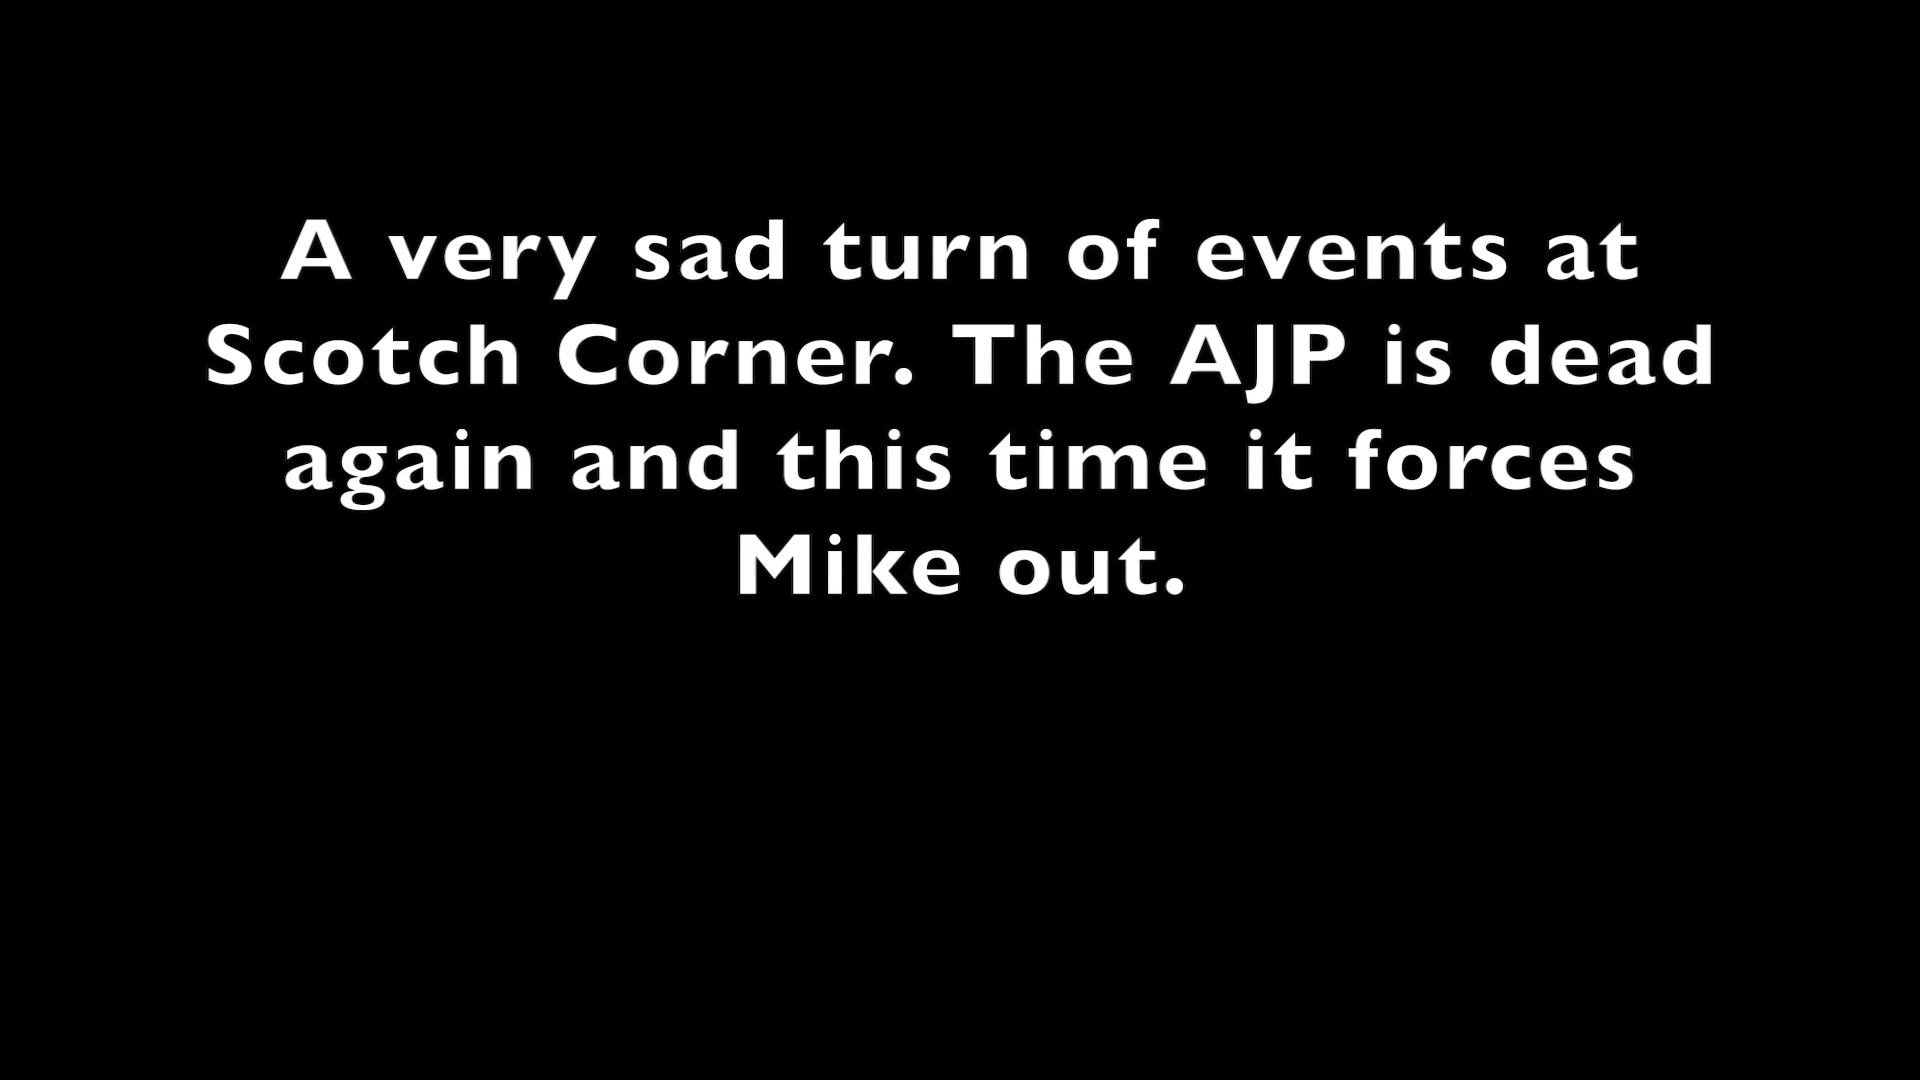 A very sad turn of events at
Scotch Corner. The AJP is dead
again and this time it forces
Mike out.